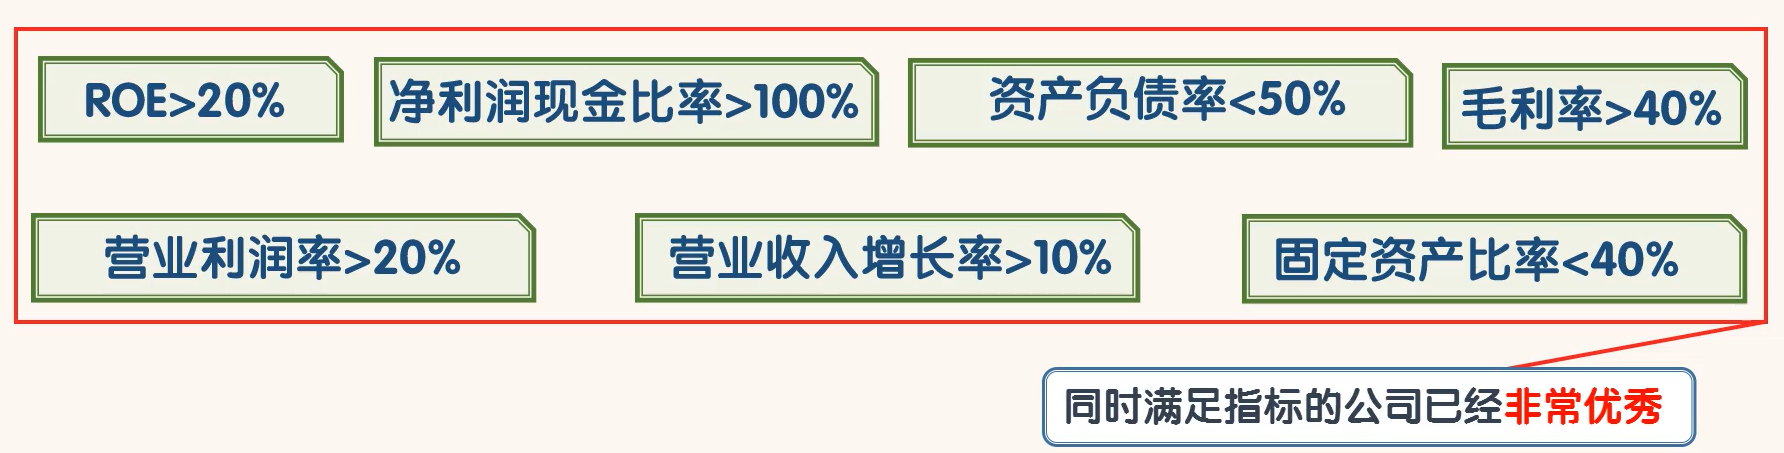 ROE>20%
净利润现金比率>100%
资产负债率<50%
毛利率>40%
营业利润率>20%
营业收入增长率>10%
固定资产比率<40%
同时满足指标的公司已经非常优秀